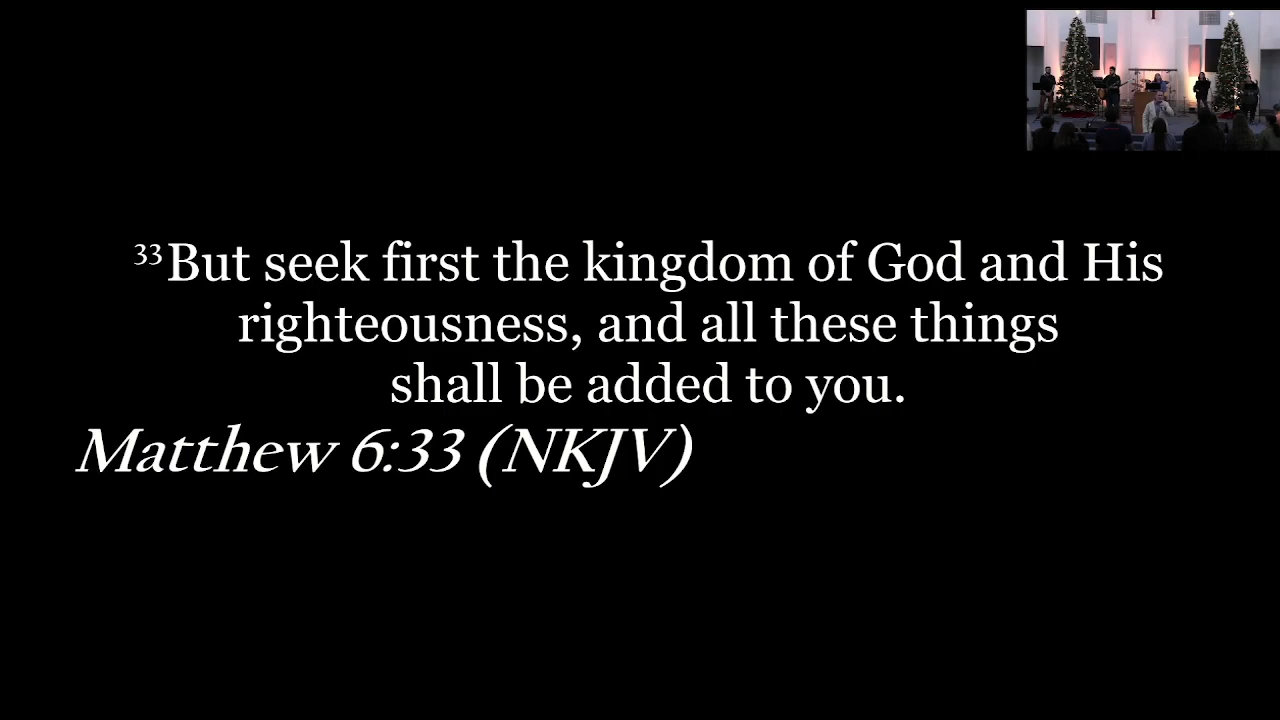 33But seek first the kingdom of God and His
righteousness, and all these things
shall be added to you.
Matthew 6:33 (NKJV)